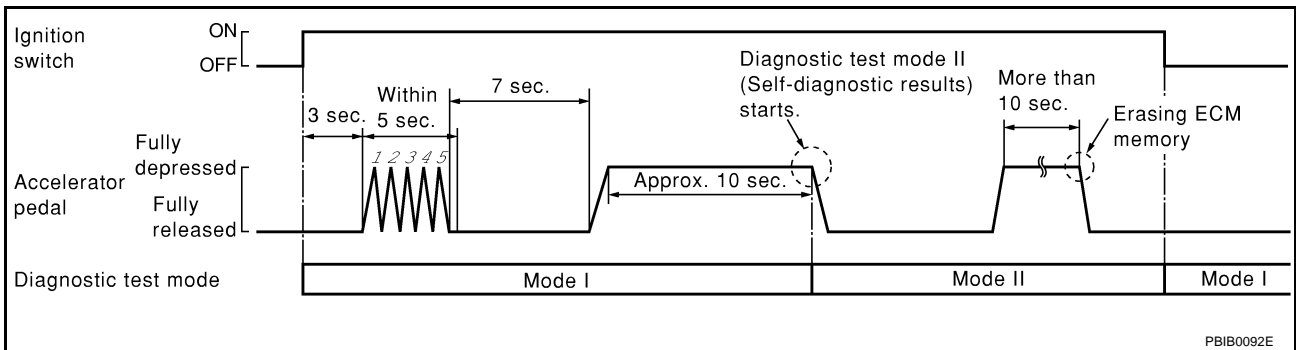 Ignition
switch
ON
OFF
3 sec.
Within
5 sec.
7 sec.
Diagnostic test mode II
(Self-diagnostic results)
starts.
More than
10 sec.
Erasing ECM
memory
1 2 3 4 5
Accelerator
pedal
Fully
depressed
Fully
released
Approx. 10 sec.
Diagnostic test mode
Mode I
Mode II
Mode I
PBIB0092E